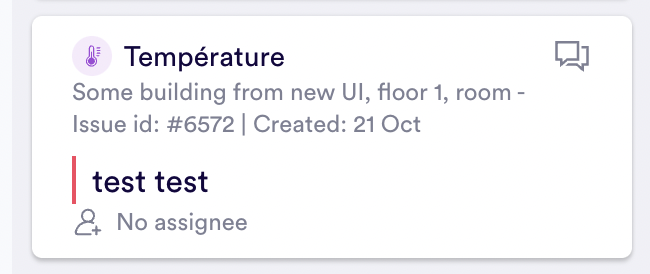 Température
Some building from new UI, floor 1, room -
Issue id: #6572 | Created: 21 Oct
test test
No assignee